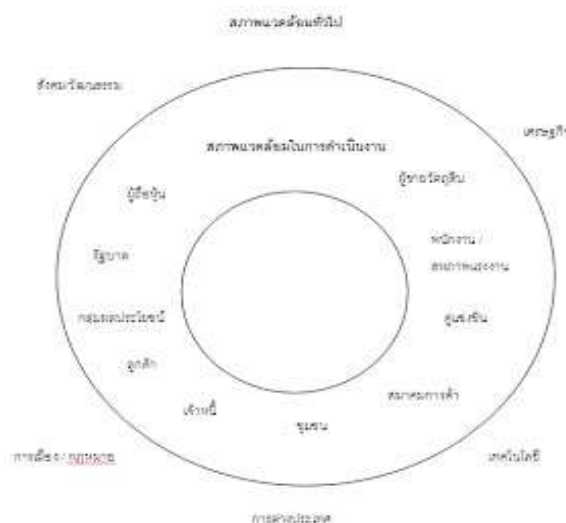 สภาพแวดล้อมทั่วไป
สังคมวัฒนธรรม
เศรษฐกิจ
สภาพแวดล้อมในการดำเนินงาน
ผู้ขายวัตถุดิบ
ผู้ถือหุ้น
พนักงาน /
สหภาพแรงงาน
รัฐบาล
กลุ่มผลประโยชน์
คู่แข่งขัน
ลูกค้า
สมาคมการค้า
เจ้าหนี้
ชุมชน
การเมือง / กฎหมาย
เทคโนโลยี
การต่างประเทศ